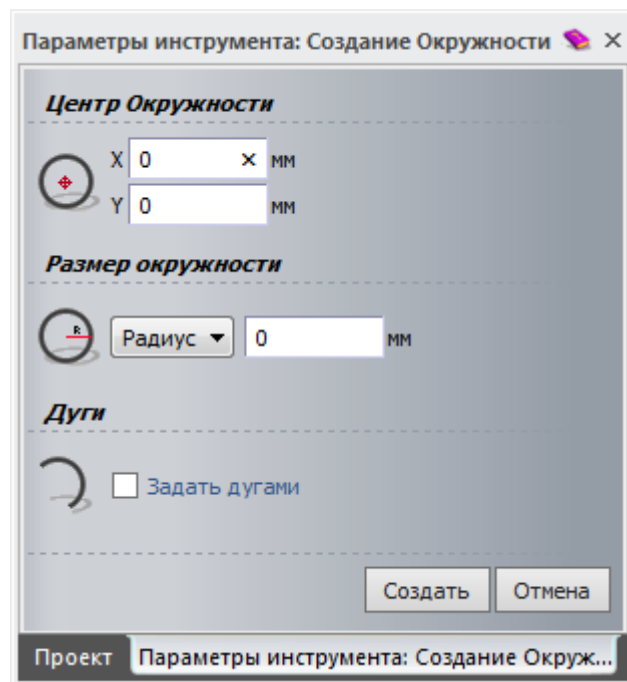 Параметры инструмента: Создание Окружности
Центр Окружности
X 0 мм
Y 0 мм
Размер окружности
R
Радиус 0 мм
Дуги
Задать дугами
Создать Отмена
Проект Параметры инструмента: Создание Окруж...